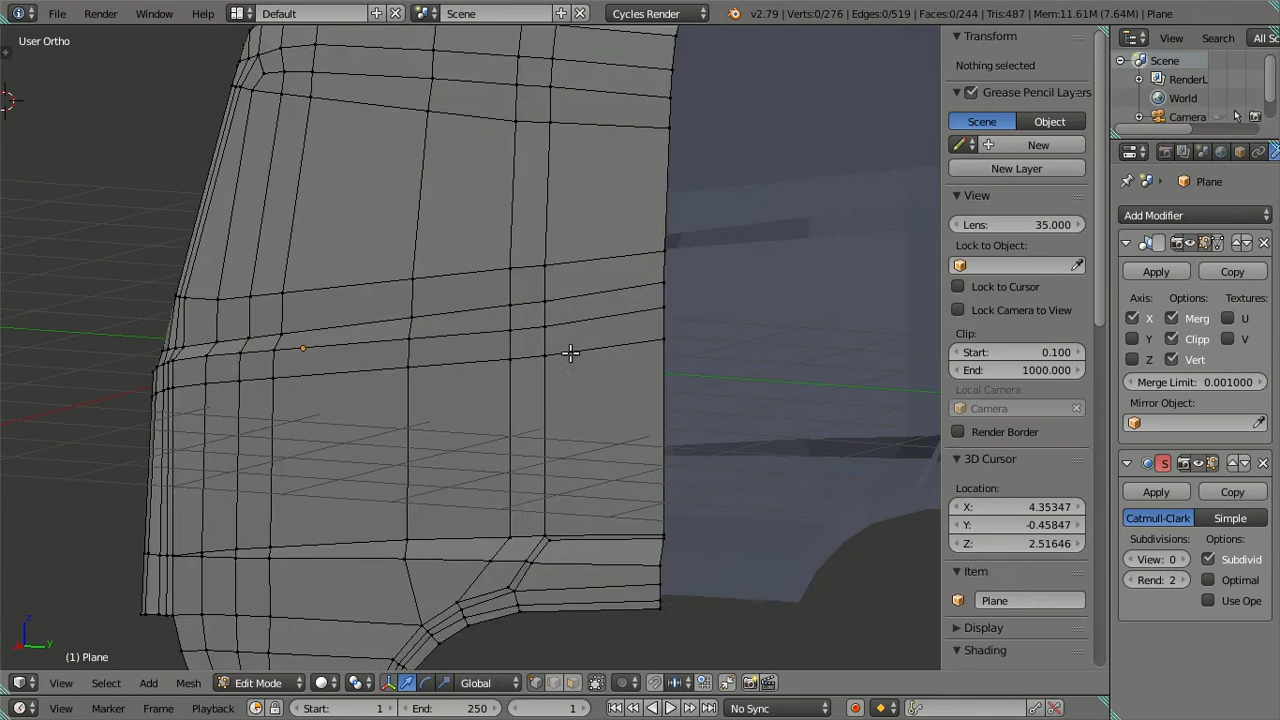 File Render Window Help Default Scene Cycles Render v2.79 | Verts:0/276 | Edges:0/519 | Faces:0/244 | Tris:487 | Mem:11.61M (7.64M) | Plane
User Ortho
(1) Plane
z
y
View Select Add Mesh Edit Mode Global
View Marker Frame Playback Start: 1 End: 250 1 No Sync
Transform
Nothing selected
Grease Pencil Layers
Scene Object
New
New Layer
View
Lens: 35.000
Lock to Object:
Lock to Cursor
Lock Camera to View
Clip:
Start: 0.100
End: 1000.000
Local Camera:
Camera
Render Border
3D Cursor
Location:
X: 4.35347
Y: -0.45847
Z: 2.51646
Item
Plane
Display
Shading
View Search All Sc
Scene
RenderL
World
Camera
Plane
Add Modifier
Apply Copy
Axis: Options: Textures:
X Merg U
Y Clipp V
Z Vert
Merge Limit: 0.001000
Mirror Object:
S
Apply Copy
Catmull-Clark Simple
Subdivisions: Options:
View: 0 Subdivid
Rend: 2 Optimal
Use Ope